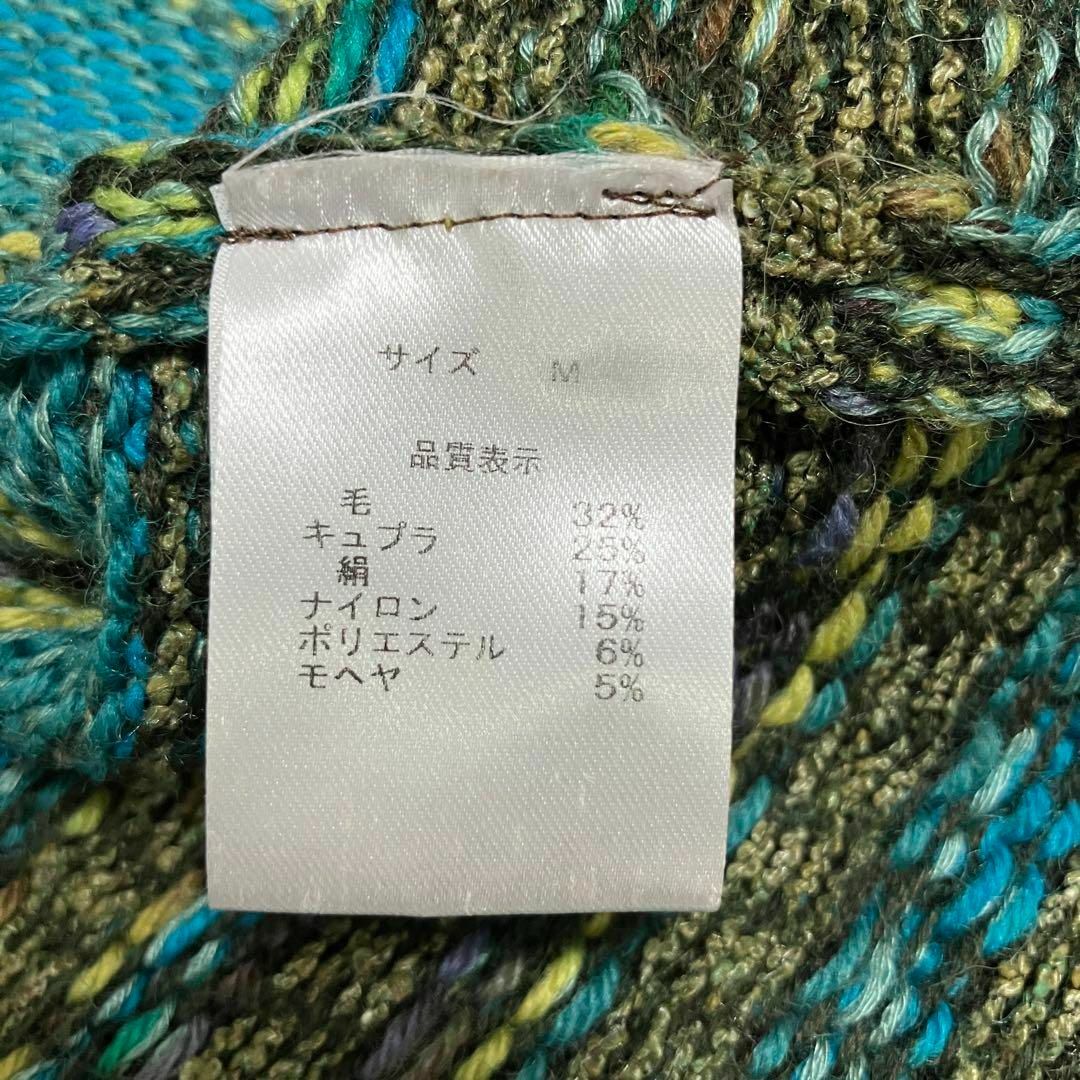 サイズ M
品質表示
毛 32%
キュプラ 25%
絹 17%
ナイロン 15%
ポリエステル 6%
モヘヤ 5%